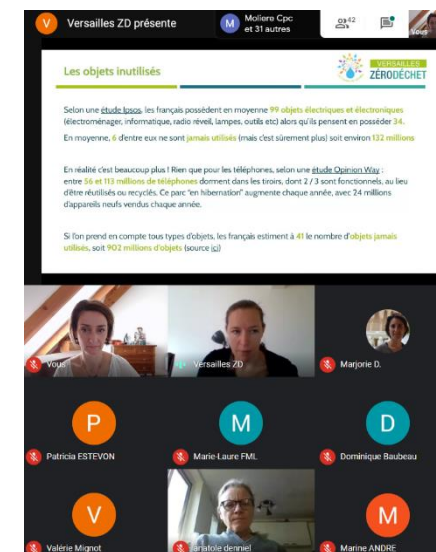 V Versailles ZD présente
M Moliere Cpc
et 31 autres
42
Vous
Les objets inutilisés
VERSAILLES
ZÉRODÉCHET
Selon une étude Ipsos, les français possèdent en moyenne 99 objets électriques et électroniques
(électroménager, informatique, radio réveil, lampes, outils etc) alors qu'ils pensent en posséder 34.
En moyenne, 6 d'entre eux ne sont jamais utilisés (mais c'est sûrement plus) soit environ 132 millions
En réalité c'est beaucoup plus ! Rien que pour les téléphones, selon une étude Opinion Way :
entre 56 et 113 millions de téléphones dorment dans les tiroirs, dont 2 / 3 sont fonctionnels, au lieu
d'être réutilisés ou recyclés. Ce parc "en hibernation" augmente chaque année, avec 24 millions
d'appareils neufs vendus chaque année.
Si l'on prend en compte tous types d'objets, les français estiment à 41 le nombre d'objets jamais
utilisés, soit 902 millions d'objets (source ici)
Vous
Versailles ZD
Marjorie D.
P
M
D
Patricia ESTEVON
Marie-Laure FML
Dominique Baubeau
V
M
Valérie Mignot
anatole denniel
Marine ANDRE